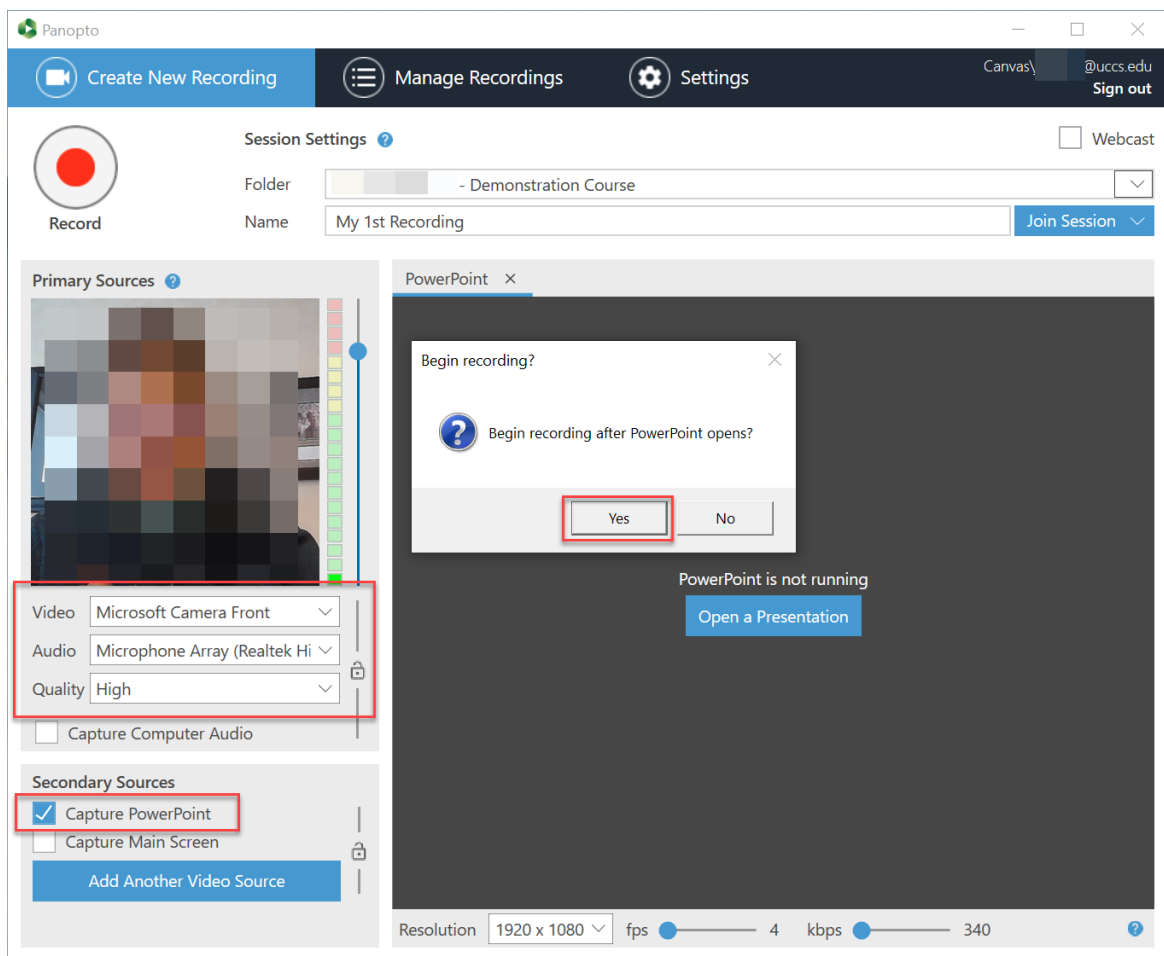 Panopto
Create New Recording
Manage Recordings
Settings
Canvas\ @uccs.edu
Sign out
Record
Session Settings
Webcast
Folder - Demonstration Course
Name My 1st Recording Join Session
Primary Sources
PowerPoint
Begin recording?
Begin recording after PowerPoint opens?
Yes No
PowerPoint is not running
Open a Presentation
Video Microsoft Camera Front
Audio Microphone Array (Realtek Hi
Quality High
Capture Computer Audio
Secondary Sources
Capture PowerPoint
Capture Main Screen
Add Another Video Source
Resolution 1920 x 1080 fps 4 kbps 340